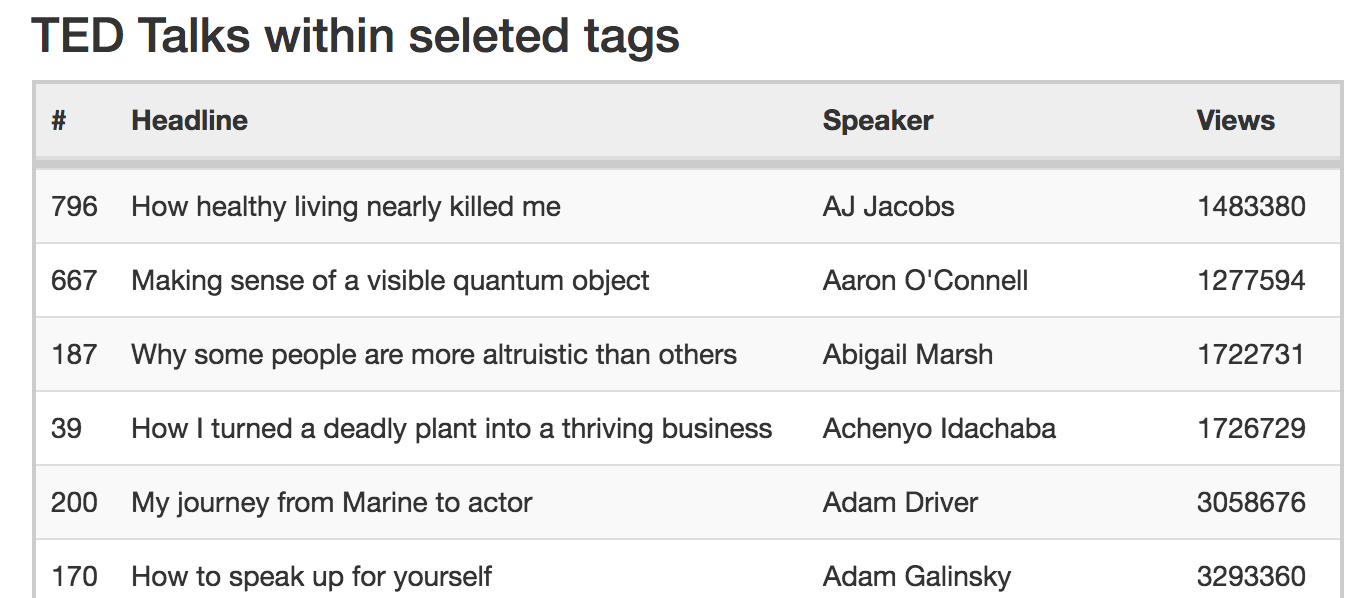 TED Talks within seleted tags
# Headline Speaker Views
796 How healthy living nearly killed me AJ Jacobs 1483380
667 Making sense of a visible quantum object Aaron O'Connell 1277594
187 Why some people are more altruistic than others Abigail Marsh 1722731
39 How I turned a deadly plant into a thriving business Achenyo Idachaba 1726729
200 My journey from Marine to actor Adam Driver 3058676
170 How to speak up for yourself Adam Galinsky 3293360